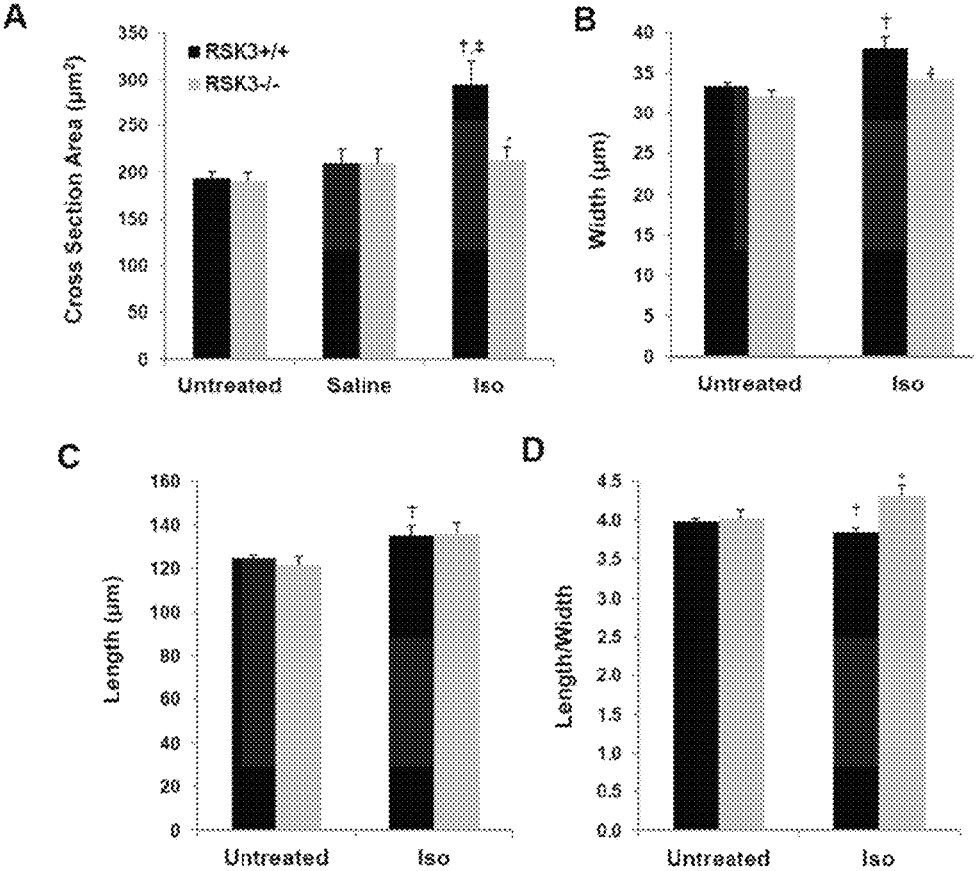 A
Cross Section Area (µm²)
350
300
250
200
150
100
50
0
RSK3+/+
RSK3-/-
†,‡
Untreated Saline Iso
B
Width (µm)
40
35
30
25
20
15
10
5
0
†
Untreated Iso
C
Length (µm)
160
140
120
100
80
60
40
20
0
†
Untreated Iso
D
Length/Width
4.5
4.0
3.5
3.0
2.5
2.0
1.5
1.0
0.5
0.0
†
Untreated Iso